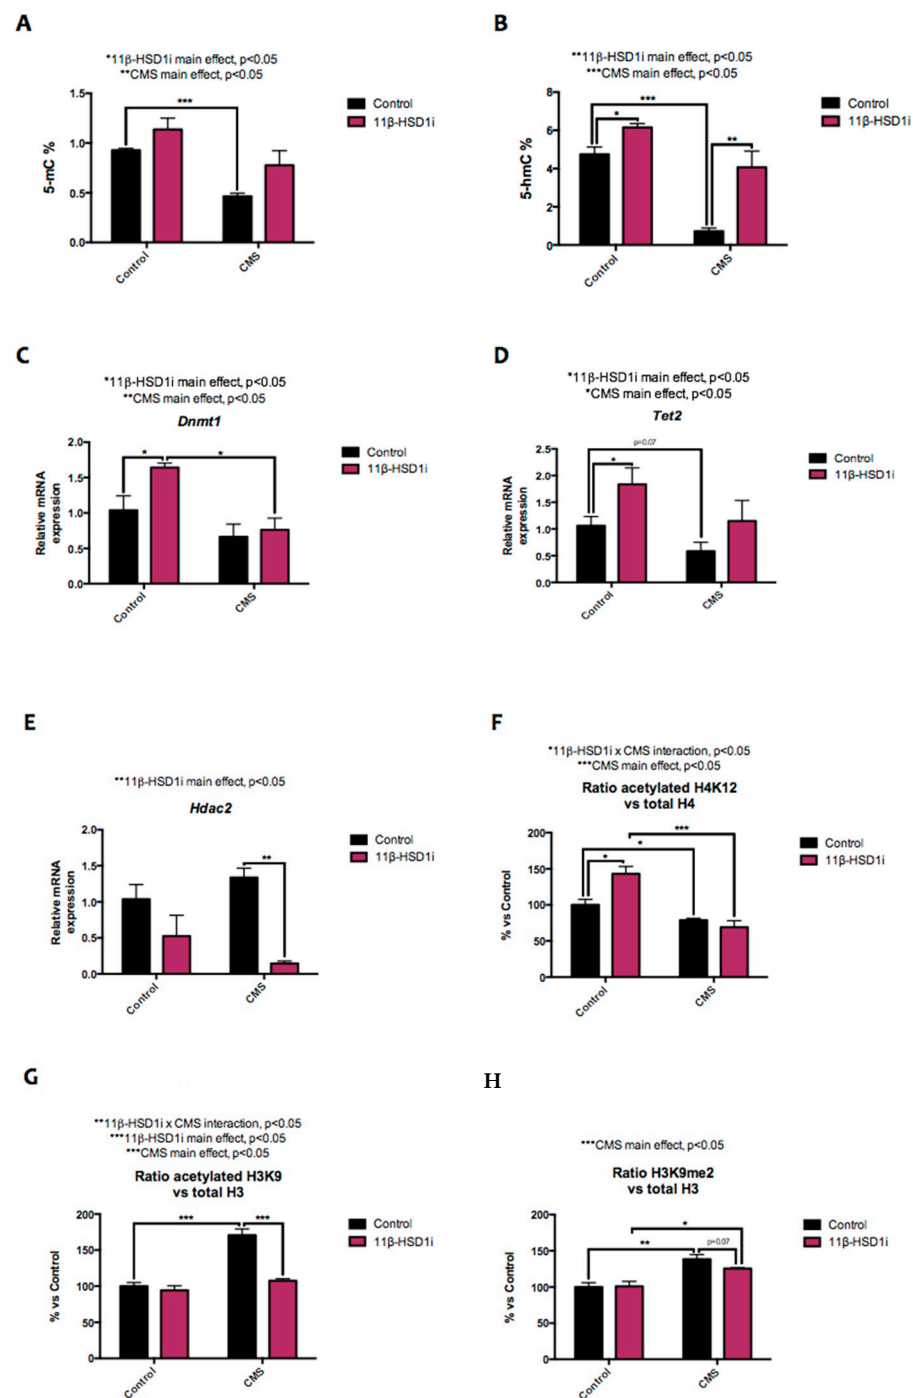 A
*11β-HSD1i main effect, p<0.05
**CMS main effect, p<0.05
5-mC %
1.5
1.0
0.5
0.0
***
Control
CMS
Control
11β-HSD1i
B
**11β-HSD1i main effect, p<0.05
***CMS main effect, p<0.05
5-hmC %
8
6
4
2
0
***
*
**
Control
CMS
Control
11β-HSD1i
C
*11β-HSD1i main effect, p<0.05
**CMS main effect, p<0.05
Dnmt1
Relative mRNA
expression
2.0
1.5
1.0
0.5
0.0
*
*
Control
CMS
Control
11β-HSD1i
D
*11β-HSD1i main effect, p<0.05
*CMS main effect, p<0.05
Tet2
Relative mRNA
expression
2.5
2.0
1.5
1.0
0.5
0.0
p=0.07
*
Control
CMS
Control
11β-HSD1i
E
**11β-HSD1i main effect, p<0.05
Hdac2
Relative mRNA
expression
2.0
1.5
1.0
0.5
0.0
**
Control
CMS
Control
11β-HSD1i
F
*11β-HSD1i x CMS interaction, p<0.05
***CMS main effect, p<0.05
Ratio acetylated H4K12
vs total H4
% vs Control
200
150
100
50
0
***
*
*
Control
CMS
Control
11β-HSD1i
G
**11β-HSD1i x CMS interaction, p<0.05
***11β-HSD1i main effect, p<0.05
***CMS main effect, p<0.05
Ratio acetylated H3K9
vs total H3
% vs Control
200
150
100
50
0
***
***
Control
CMS
Control
11β-HSD1i
H
***CMS main effect, p<0.05
Ratio H3K9me2
vs total H3
% vs Control
200
150
100
50
0
*
**
p=0.07
Control
CMS
Control
11β-HSD1i